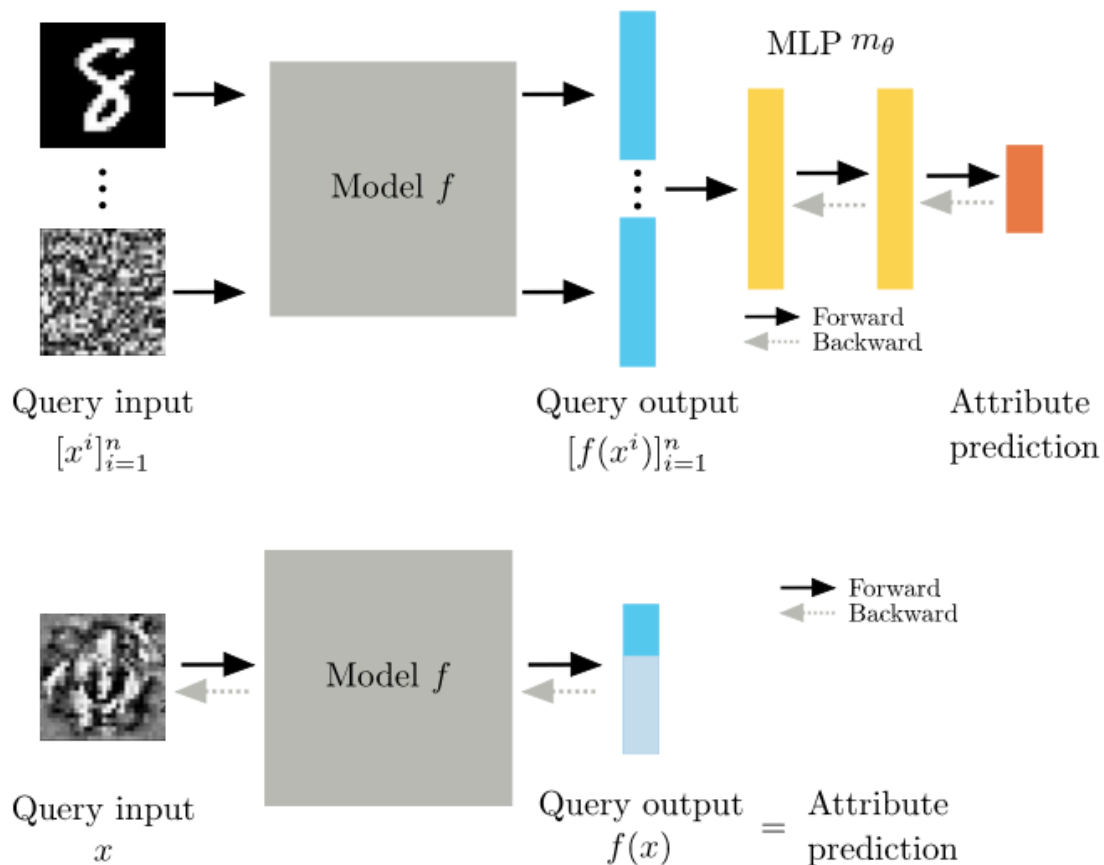 MLP $m_\theta$
Model $f$
Forward
Backward
Query input
$[x^i]_{i=1}^n$
Query output
$[f(x^i)]_{i=1}^n$
Attribute
prediction
Forward
Backward
Model $f$
Query input
$x$
Query output
$f(x)$
=
Attribute
prediction